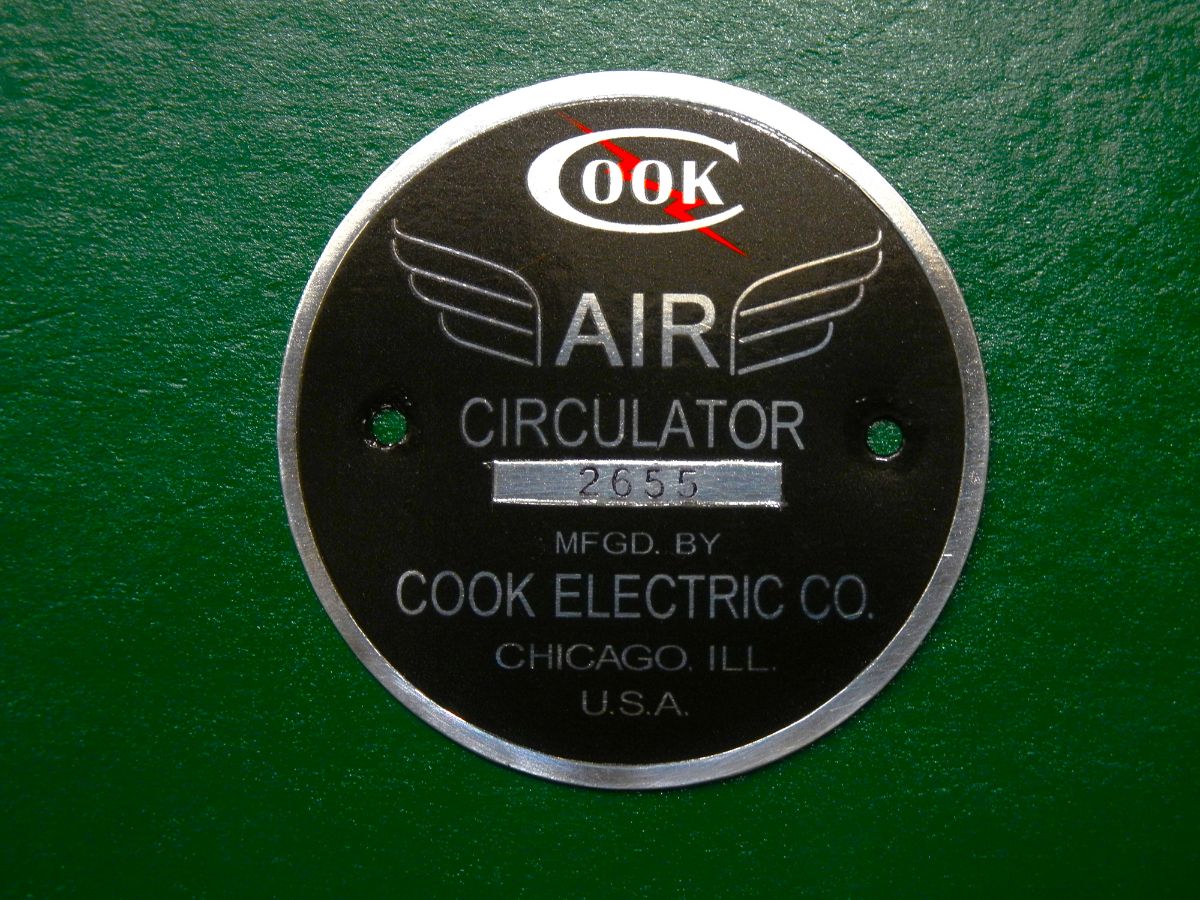 COOK
AIR
CIRCULATOR
2655
MFGD. BY
COOK ELECTRIC CO.
CHICAGO, ILL.
U.S.A.